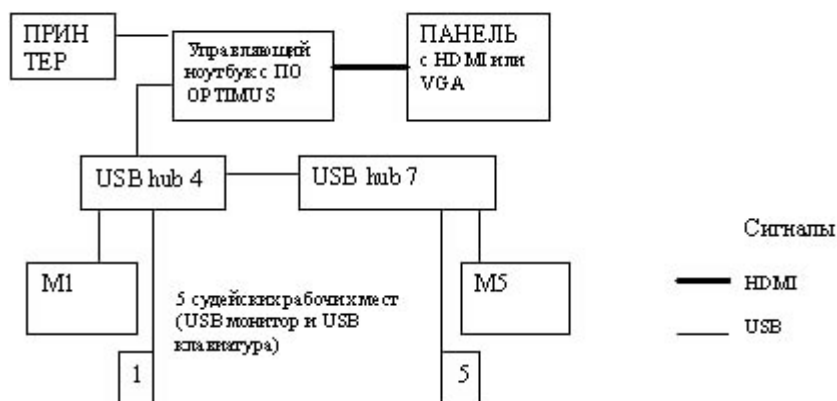 ПРИН
ТЕР
Управляющий
ноутбук с ПО
OPTIMUS
ПАНЕЛЬ
с HDMI или
VGA
USB hub 4
USB hub 7
M1
5 судейских рабочих мест
(USB монитор и USB
клавиатура)
M5
1
5
Сигналы
HDMI
USB